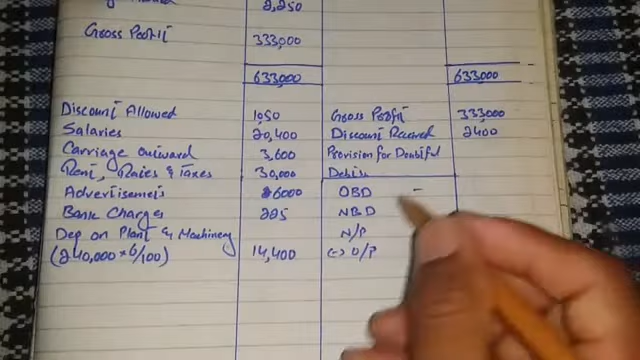 2,250
Gross Profit 333,000
633,000 633,000
Discount Allowed 1050 Gross Profit 333,000
Salaries 20,400 Discount Received 2400
Carriage outward 3,600 Provision for Doubtful
Rent, Rates & Taxes 30,000 Debts
Advertisements 6000 OBD -
Bank Charges 225 NBD
Dep on Plant & Machinery N/P
(240,000 × 6/100) 14,400 (-) O/P